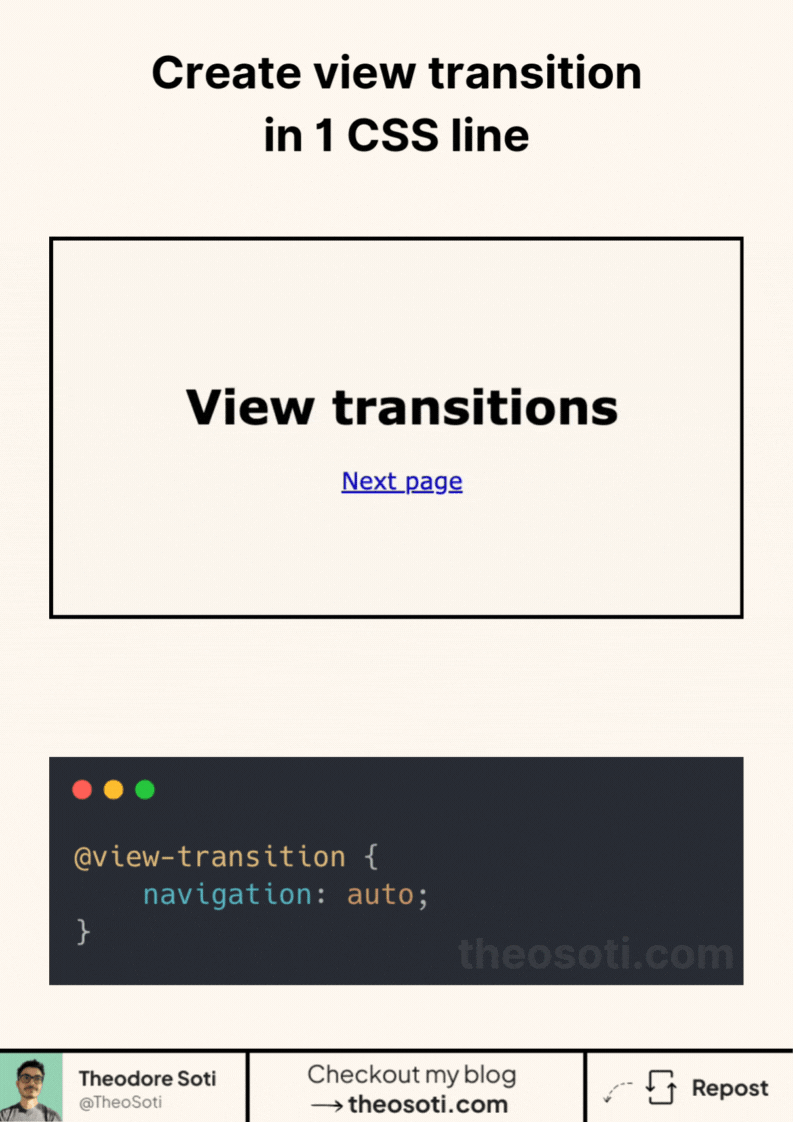 Create view transition
in 1 CSS line
View transitions
Next page
@view-transition {
    navigation: auto;
}
theosoti.com
Theodore Soti
@TheoSoti
Checkout my blog
→ theosoti.com
Repost